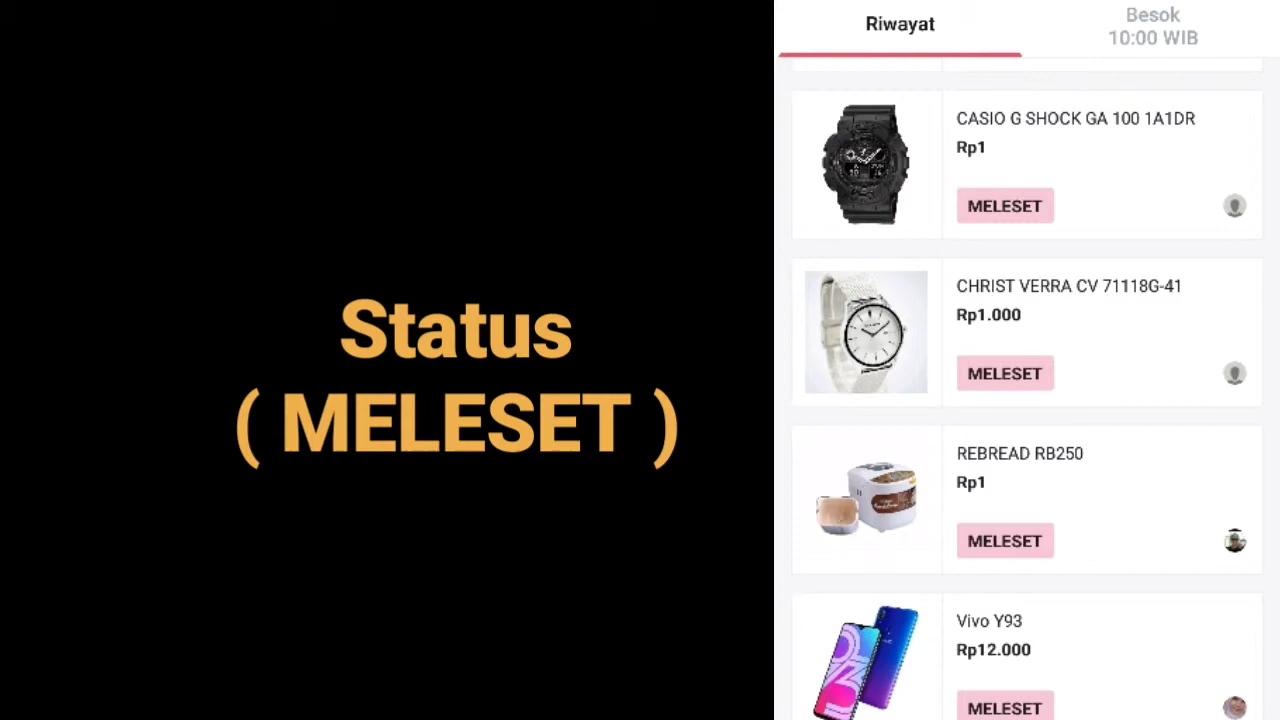 Status
( MELESET )
Riwayat
Besok
10:00 WIB
CASIO G SHOCK GA 100 1A1DR
Rp1
MELESET
CHRIST VERRA CV 71118G-41
Rp1.000
MELESET
REBREAD RB250
Rp1
MELESET
Vivo Y93
Rp12.000
MELESET